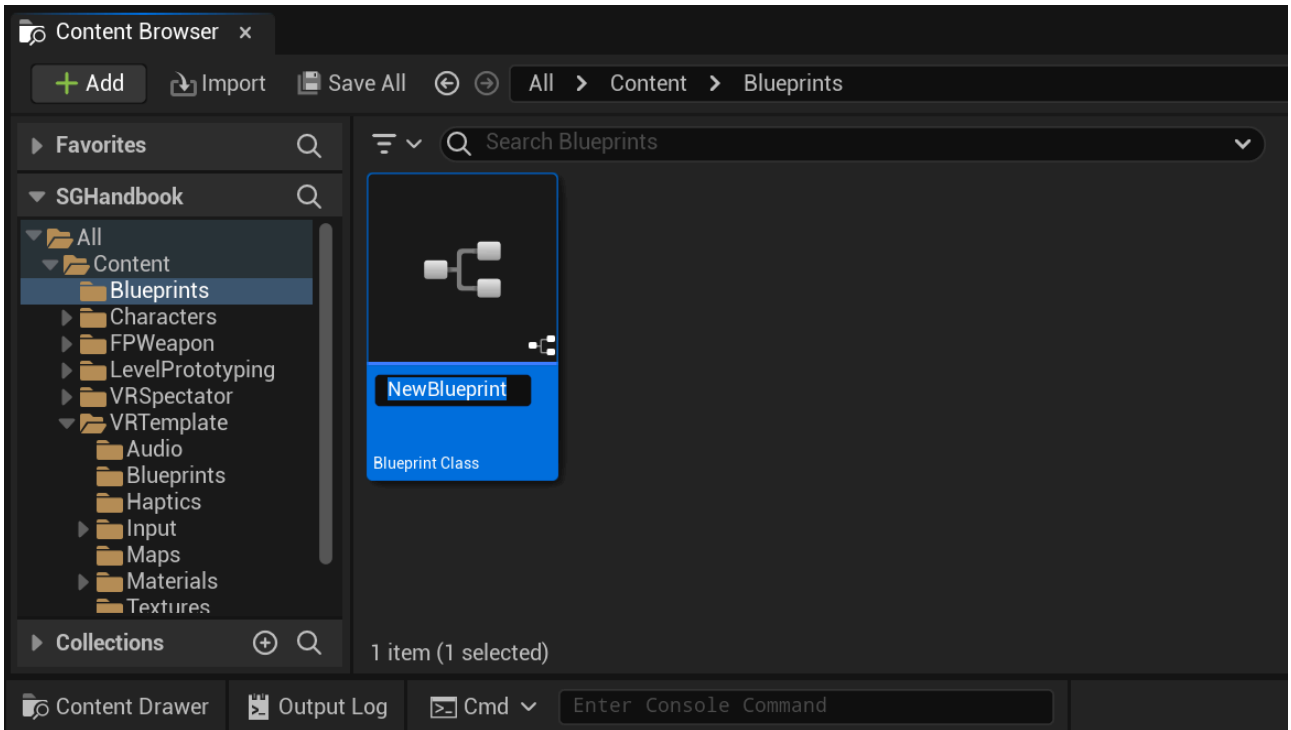 Content Browser ×
Add Import Save All All > Content > Blueprints
Favorites
Search Blueprints
SGHandbook
All
Content
Blueprints
Characters
FPWeapon
LevelPrototyping
VRSpectator
VRTemplate
Audio
Blueprints
Haptics
Input
Maps
Materials
Textures
NewBlueprint
Blueprint Class
Collections
1 item (1 selected)
Content Drawer Output Log Cmd Enter Console Command